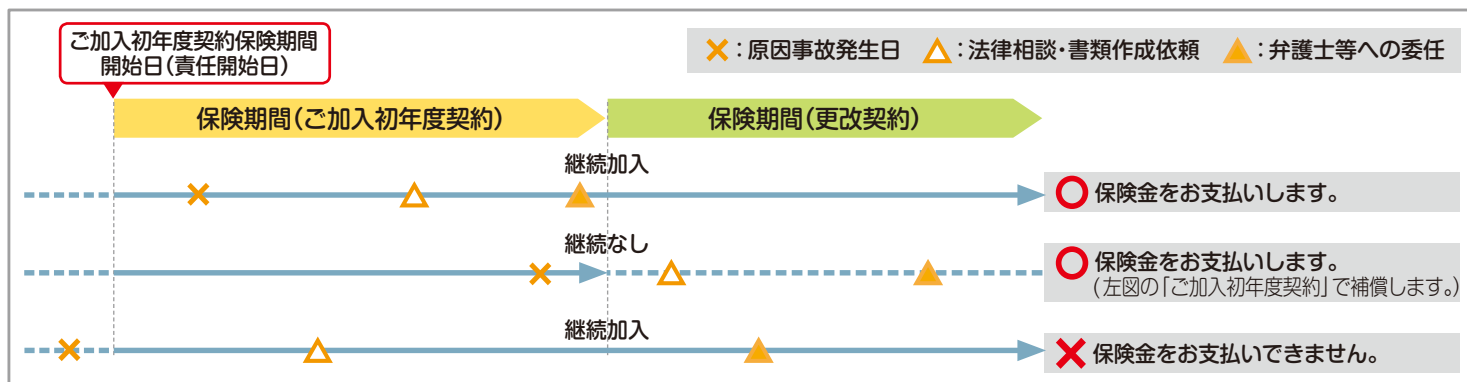 ご加入初年度契約保険期間
開始日(責任開始日)
×:原因事故発生日 △:法律相談・書類作成依頼 ▲:弁護士等への委任
保険期間(ご加入初年度契約) 保険期間(更改契約)
継続加入
○ 保険金をお支払いします。
継続なし
○ 保険金をお支払いします。
(左図の「ご加入初年度契約」で補償します。)
継続加入
× 保険金をお支払いできません。